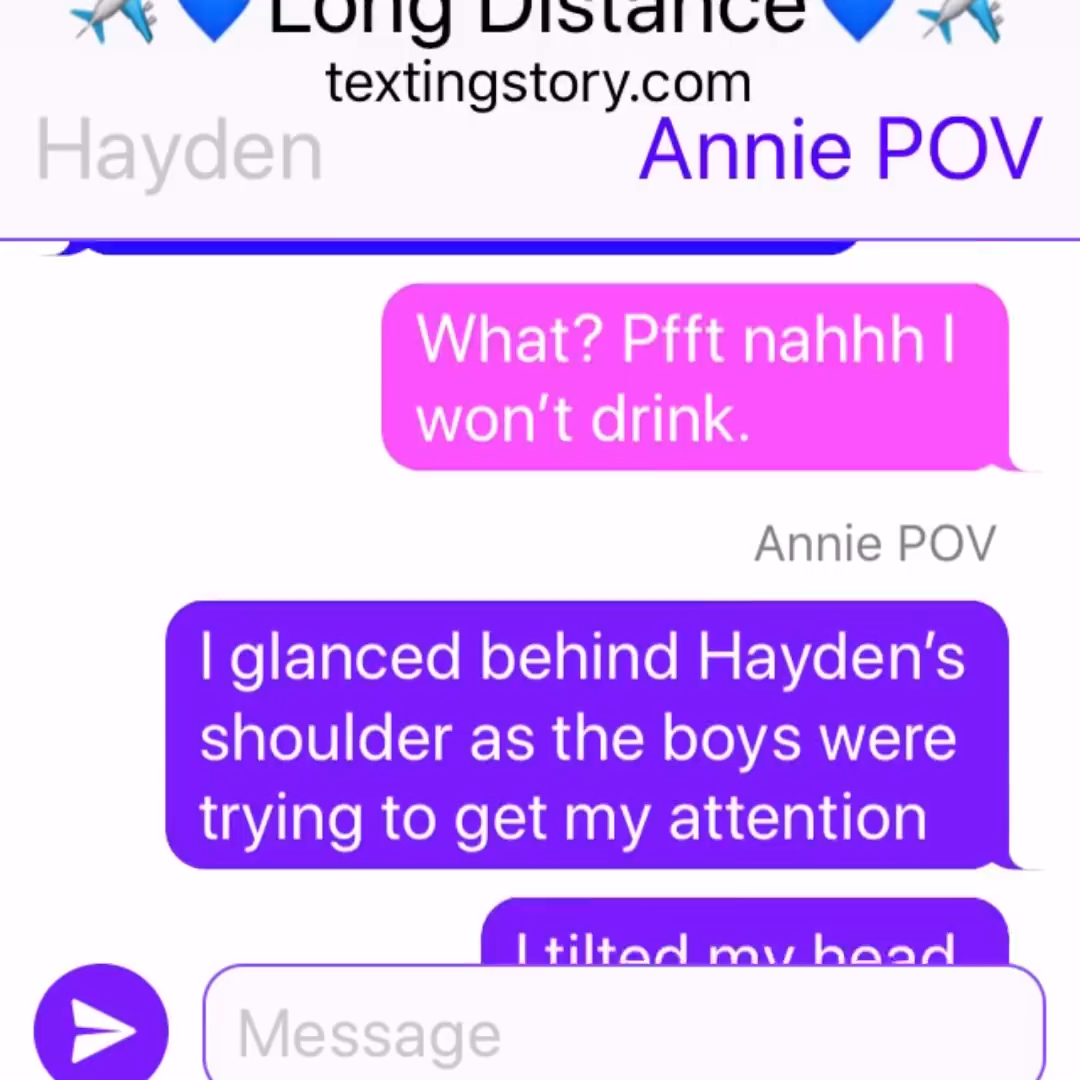 ✈️💙Long Distance💙✈️
textingstory.com
Hayden
Annie POV
What? Pfft nahhh I
won’t drink.
Annie POV
I glanced behind Hayden’s
shoulder as the boys were
trying to get my attention
I tilted my head
Message